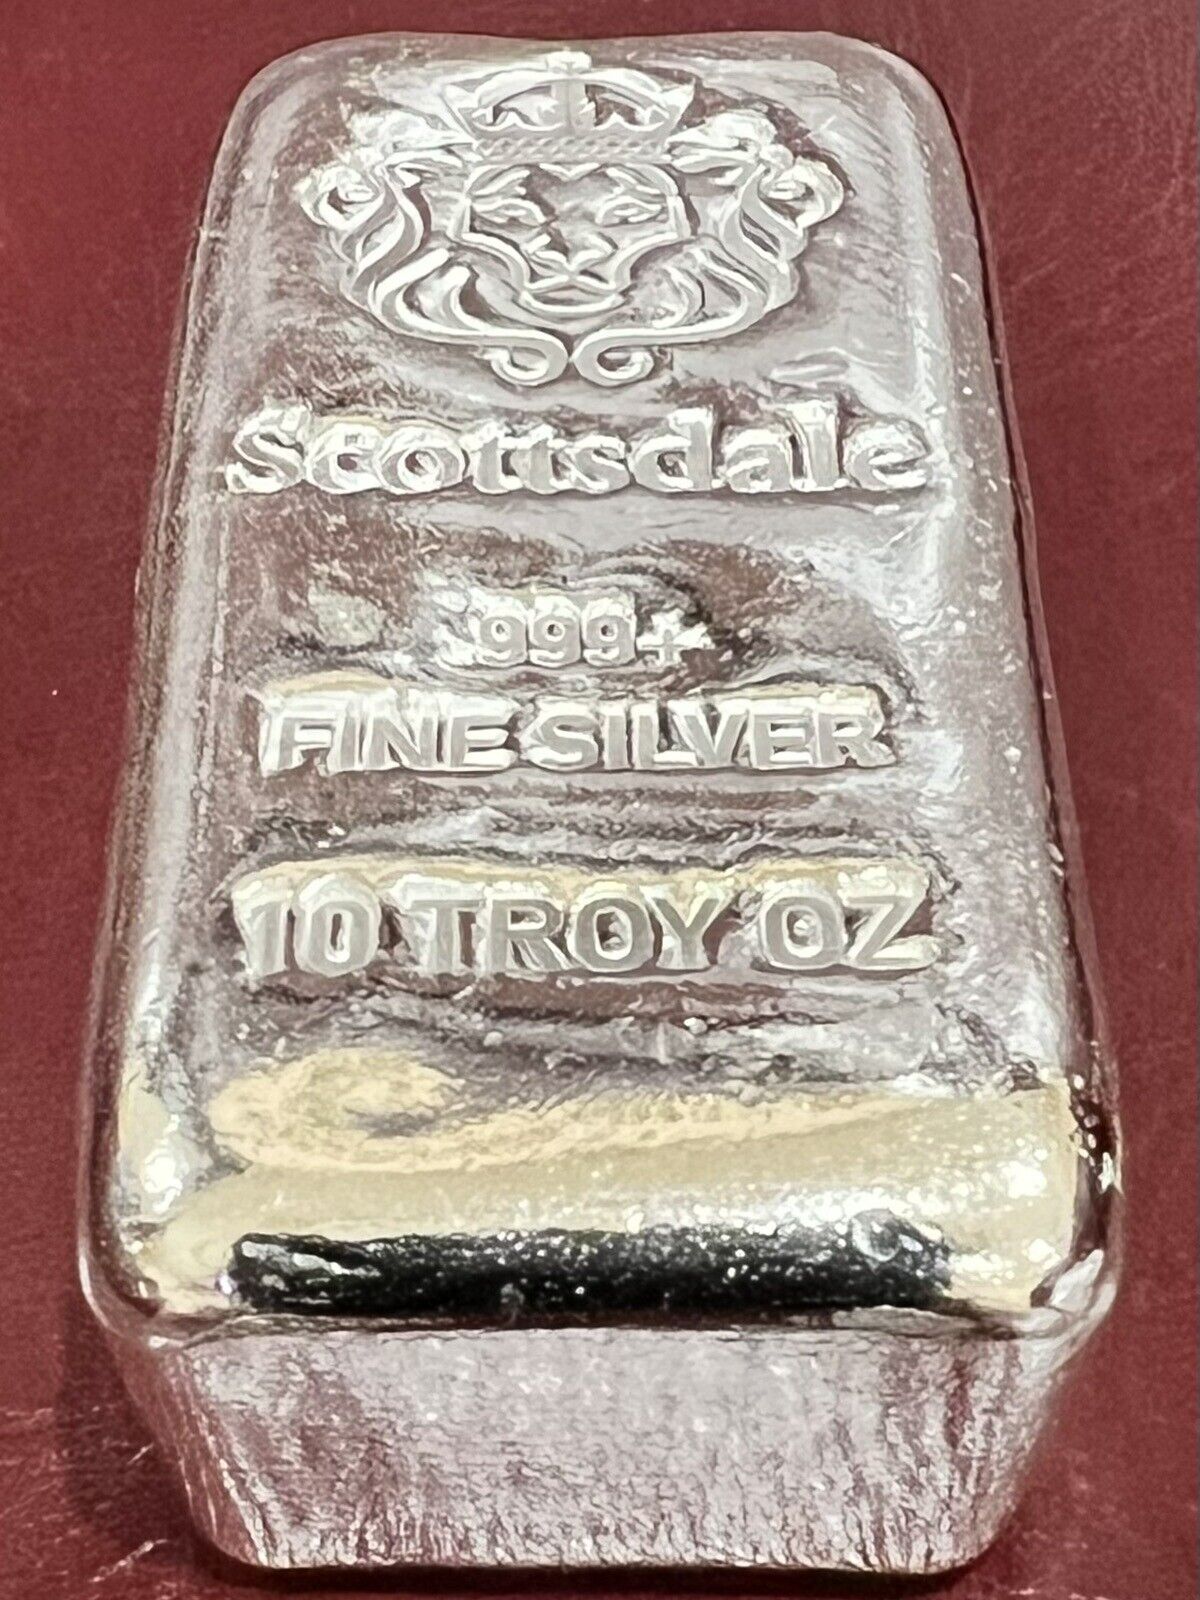 Scottsdale
.999+
FINE SILVER
10 TROY OZ